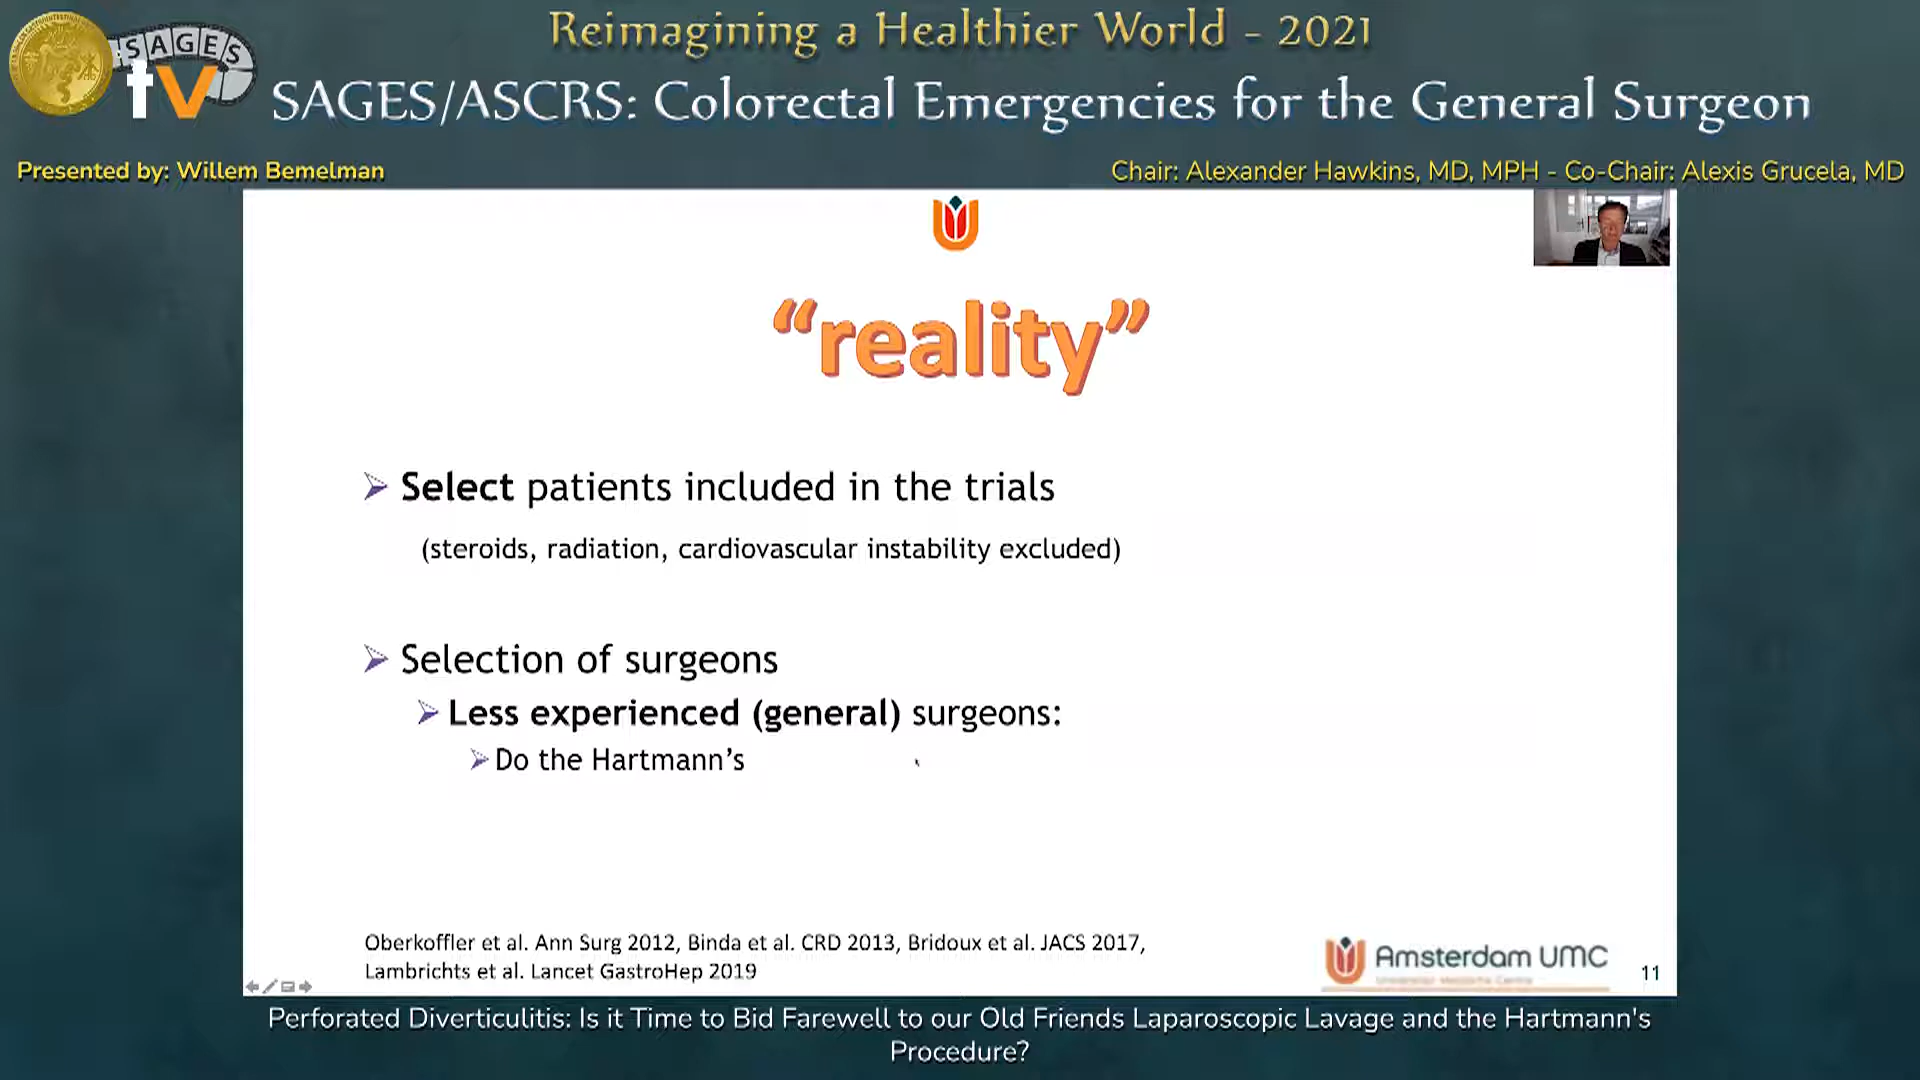 Reimagining a Healthier World - 2021
SAGES
tv
SAGES/ASCRS: Colorectal Emergencies for the General Surgeon
Presented by: Willem Bemelman
Chair: Alexander Hawkins, MD, MPH - Co-Chair: Alexis Grucela, MD
“reality”
Select patients included in the trials
(steroids, radiation, cardiovascular instability excluded)
Selection of surgeons
Less experienced (general) surgeons:
Do the Hartmann’s
Oberkoffler et al. Ann Surg 2012, Binda et al. CRD 2013, Bridoux et al. JACS 2017,
Lambrichts et al. Lancet GastroHep 2019
Amsterdam UMC
11
Perforated Diverticulitis: Is it Time to Bid Farewell to our Old Friends Laparoscopic Lavage and the Hartmann's
Procedure?